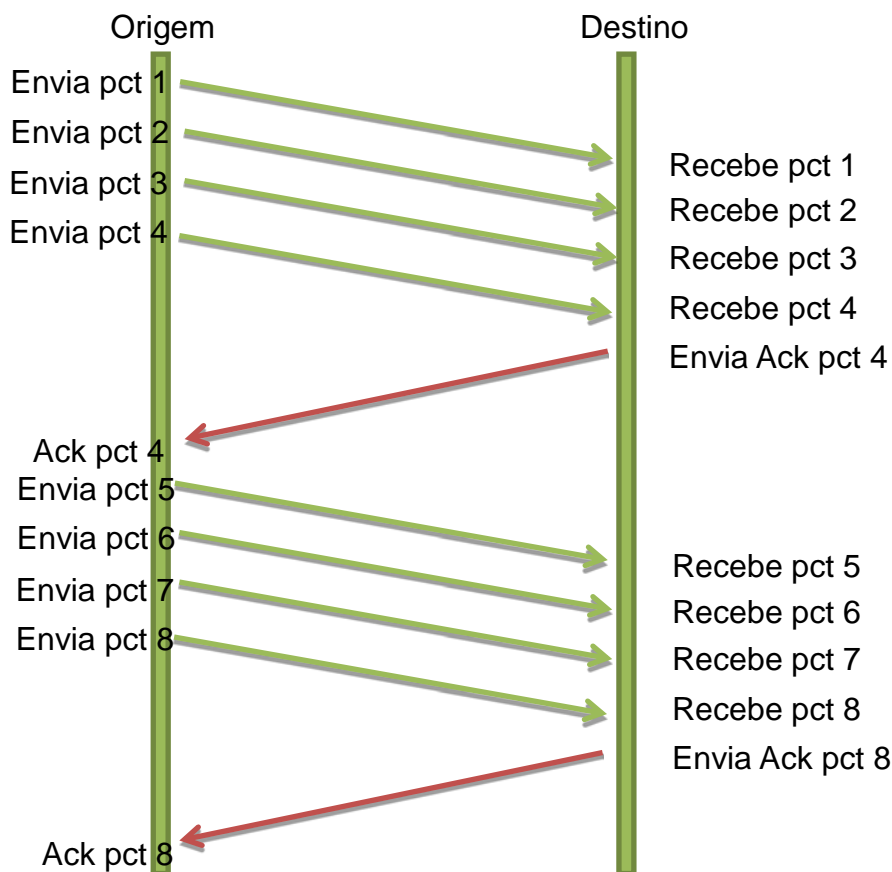 Origem
Destino
Envia pct 1
Envia pct 2
Recebe pct 1
Envia pct 3
Recebe pct 2
Envia pct 4
Recebe pct 3
Recebe pct 4
Envia Ack pct 4
Ack pct 4
Envia pct 5
Envia pct 6
Recebe pct 5
Envia pct 7
Recebe pct 6
Envia pct 8
Recebe pct 7
Recebe pct 8
Envia Ack pct 8
Ack pct 8